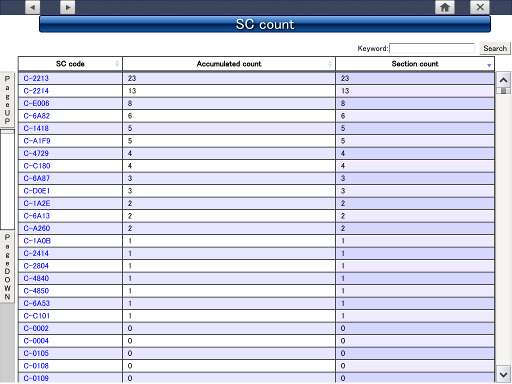 SC count
Keyword: Search
SC code Accumulated count Section count
PageUP
C-2213 23 23
C-2214 13 13
C-E006 8 8
C-6A82 6 6
C-1418 5 5
C-A1F9 5 5
C-4729 4 4
C-C180 4 4
C-6A87 3 3
C-D0E1 3 3
C-1A2E 2 2
C-6A13 2 2
C-A260 2 2
C-1A0B 1 1
C-2414 1 1
C-2804 1 1
C-4840 1 1
C-4850 1 1
C-6A53 1 1
C-C101 1 1
C-0002 0 0
C-0004 0 0
C-0105 0 0
C-0108 0 0
C-0109 0 0
PageDOWN